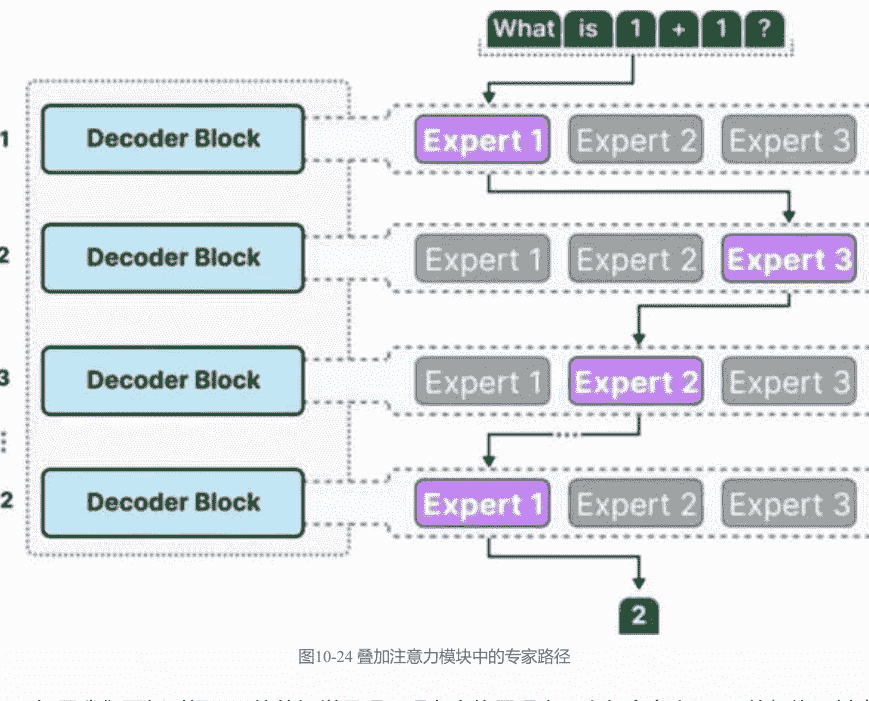 What is 1 + 1 ?
1 Decoder Block Expert 1 Expert 2 Expert 3
2 Decoder Block Expert 1 Expert 2 Expert 3
3 Decoder Block Expert 1 Expert 2 Expert 3
2 Decoder Block Expert 1 Expert 2 Expert 3
2
图10-24 叠加注意力模块中的专家路径